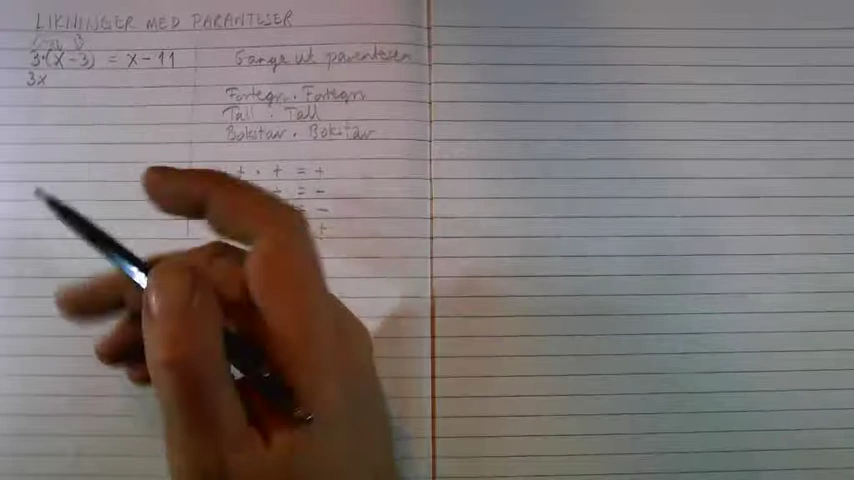 LIKNINGER MED PARANTESER
3·(X-3) = X-11
Gange ut parentesen
3x
Fortegn · Fortegn
Tall · Tall
Bokstav · Bokstav
+ · + = +
+ = -
= -
+